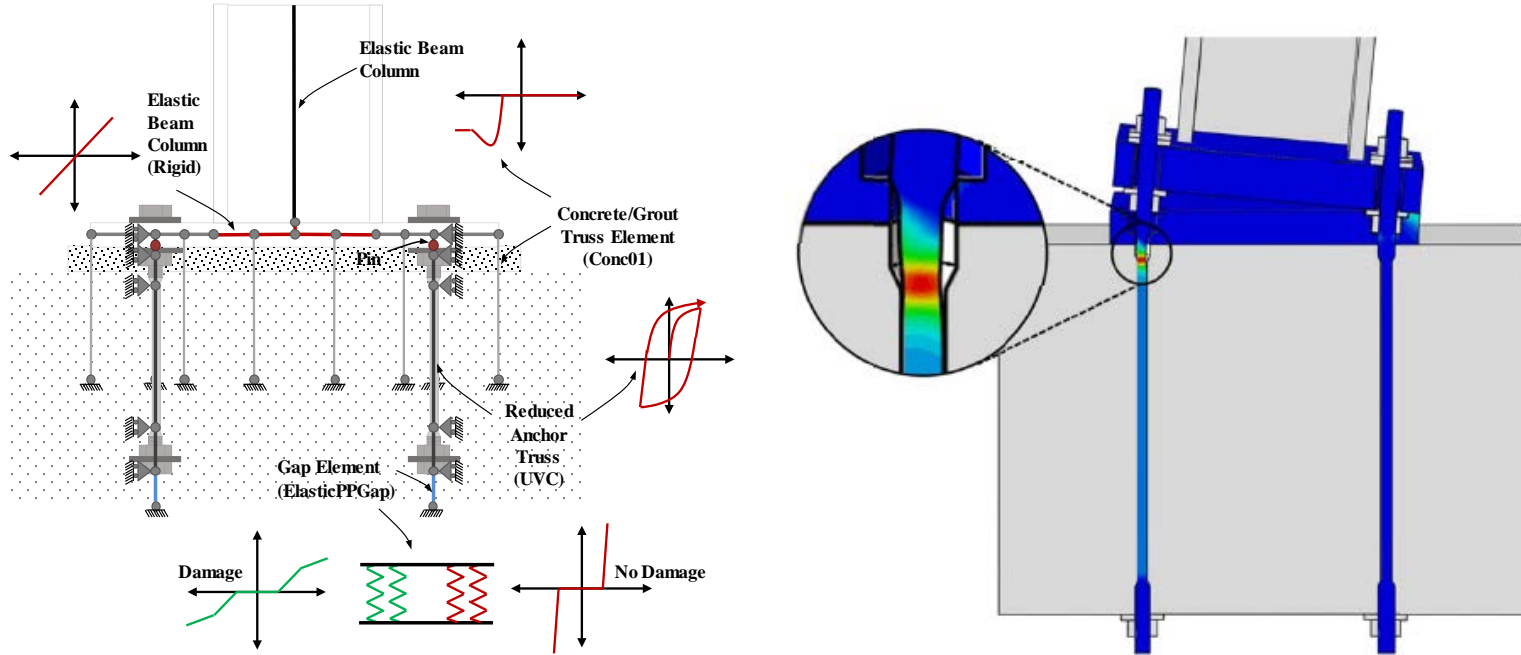 Elastic Beam
Column
Elastic
Beam
Column
(Rigid)
Concrete/Grout
Truss Element
(Conc01)
Pin
Reduced
Anchor
Truss
(UVC)
Gap Element
(ElasticPPGap)
Damage
No Damage